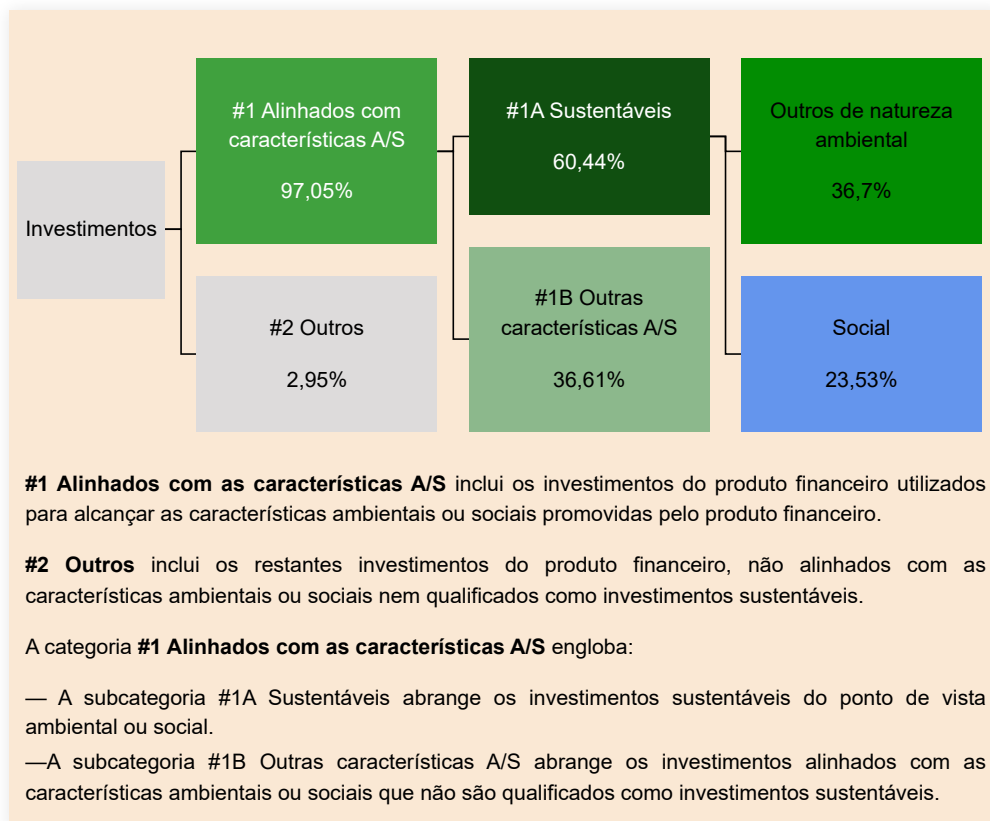 Investimentos
#1 Alinhados com
características A/S
97,05%
#2 Outros
2,95%
#1A Sustentáveis
60,44%
#1B Outras
características A/S
36,61%
Outros de natureza
ambiental
36,7%
Social
23,53%
#1 Alinhados com as características A/S inclui os investimentos do produto financeiro utilizados
para alcançar as características ambientais ou sociais promovidas pelo produto financeiro.
#2 Outros inclui os restantes investimentos do produto financeiro, não alinhados com as
características ambientais ou sociais nem qualificados como investimentos sustentáveis.
A categoria #1 Alinhados com as características A/S engloba:
— A subcategoria #1A Sustentáveis abrange os investimentos sustentáveis do ponto de vista
ambiental ou social.
—A subcategoria #1B Outras características A/S abrange os investimentos alinhados com as
características ambientais ou sociais que não são qualificados como investimentos sustentáveis.